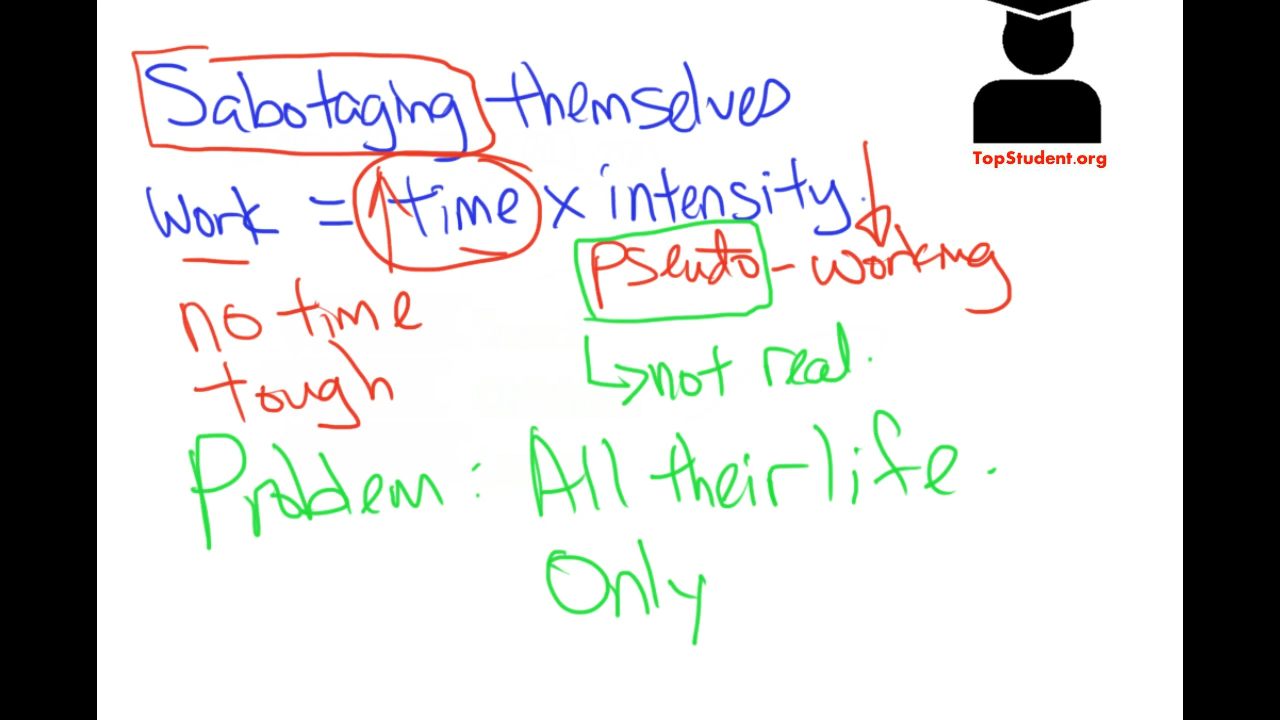 Sabotaging themselves
TopStudent.org
Work = ↑ time x intensity.
pseudo-working
no time
tough
↳ not real.
Problem: All their life.
Only